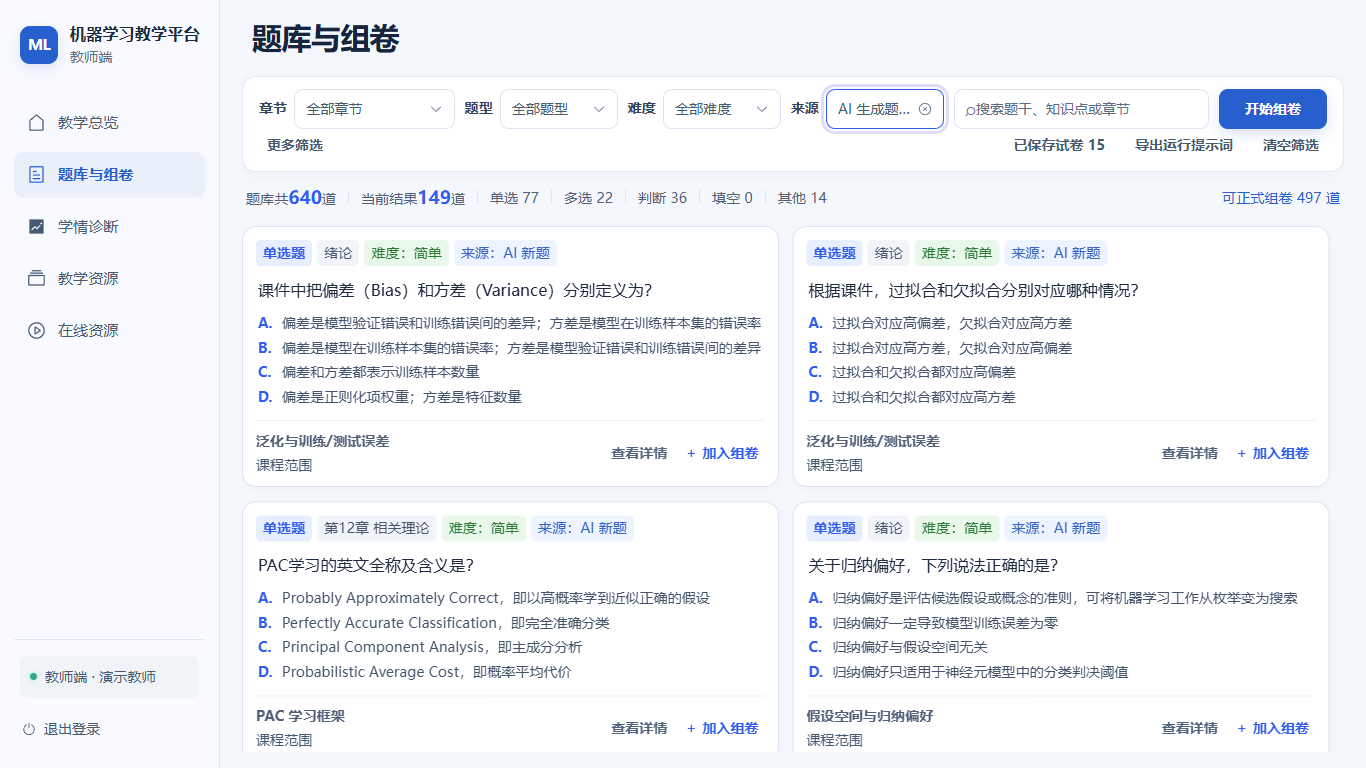 ML
机器学习教学平台
教师端
教学总览
题库与组卷
学情诊断
教学资源
在线资源
教师端 · 演示教师
退出登录
题库与组卷
章节 全部章节 题型 全部题型 难度 全部难度 来源 AI 生成题... 搜索题干、知识点或章节 开始组卷
更多筛选 已保存试卷 15 导出运行提示词 清空筛选
题库共640道 当前结果149道 单选 77 多选 22 判断 36 填空 0 其他 14 可正式组卷 497 道
单选题 绪论 难度：简单 来源：AI 新题
课件中把偏差（Bias）和方差（Variance）分别定义为？
A. 偏差是模型验证错误和训练错误间的差异；方差是模型在训练样本集的错误率
B. 偏差是模型在训练样本集的错误率；方差是模型验证错误和训练错误间的差异
C. 偏差和方差都表示训练样本数量
D. 偏差是正则化项权重；方差是特征数量
泛化与训练/测试误差
课程范围
查看详情 + 加入组卷
单选题 绪论 难度：简单 来源：AI 新题
根据课件，过拟合和欠拟合分别对应哪种情况？
A. 过拟合对应高偏差，欠拟合对应高方差
B. 过拟合对应高方差，欠拟合对应高偏差
C. 过拟合和欠拟合都对应高偏差
D. 过拟合和欠拟合都对应高方差
泛化与训练/测试误差
课程范围
查看详情 + 加入组卷
单选题 第12章 相关理论 难度：简单 来源：AI 新题
PAC学习的英文全称及含义是？
A. Probably Approximately Correct，即以高概率学到近似正确的假设
B. Perfectly Accurate Classification，即完全准确分类
C. Principal Component Analysis，即主成分分析
D. Probabilistic Average Cost，即概率平均代价
PAC 学习框架
课程范围
查看详情 + 加入组卷
单选题 绪论 难度：简单 来源：AI 新题
关于归纳偏好，下列说法正确的是？
A. 归纳偏好是评估候选假设或概念的准则，可将机器学习工作从枚举变为搜索
B. 归纳偏好一定导致模型训练误差为零
C. 归纳偏好与假设空间无关
D. 归纳偏好只适用于神经元模型中的分类判决阈值
假设空间与归纳偏好
课程范围
查看详情 + 加入组卷